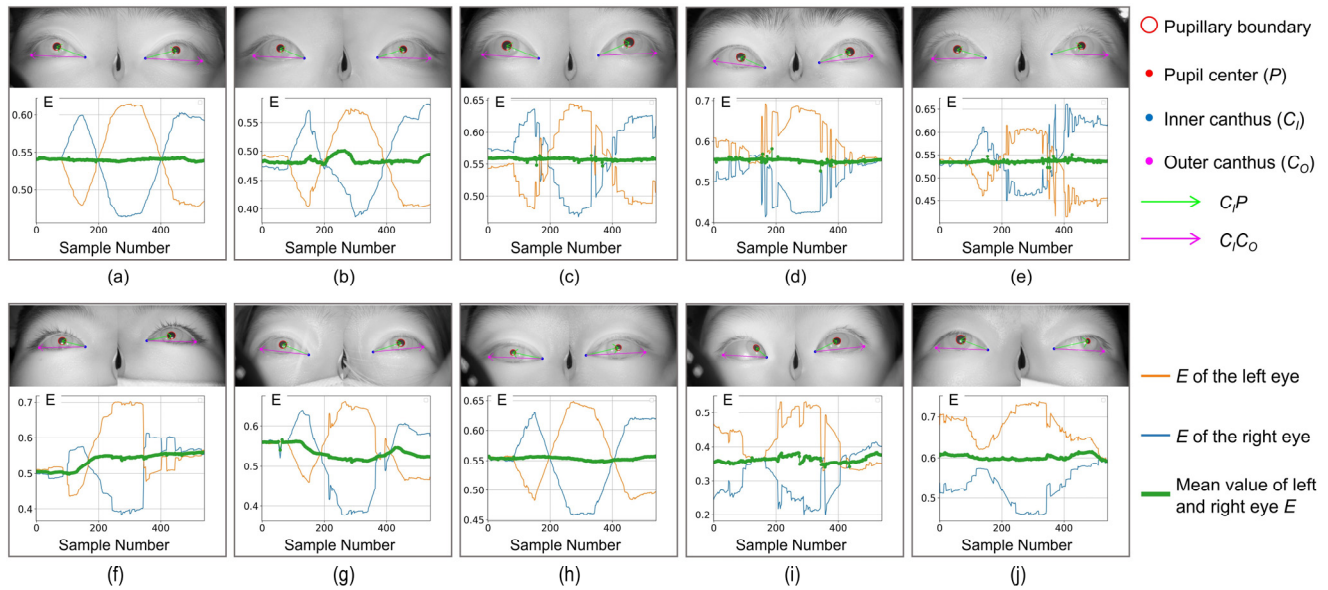 Pupillary boundary
Pupil center (P)
Inner canthus (C_I)
Outer canthus (C_O)
C_IP
C_IC_O
E
0.60
0.55
0.50
0 200 400
Sample Number
(a)
E
0.55
0.50
0.45
0.40
0 200 400
Sample Number
(b)
E
0.65
0.60
0.55
0.50
0 200 400
Sample Number
(c)
E
0.7
0.6
0.5
0.4
0 200 400
Sample Number
(d)
E
0.65
0.60
0.55
0.50
0.45
0.40
0 200 400
Sample Number
(e)
E
0.7
0.6
0.5
0.4
0 200 400
Sample Number
(f)
E
0.6
0.5
0.4
0 200 400
Sample Number
(g)
E
0.65
0.60
0.55
0.50
0.45
0 200 400
Sample Number
(h)
E
0.5
0.4
0.3
0.2
0 200 400
Sample Number
(i)
E
0.7
0.6
0.5
0 200 400
Sample Number
(j)
E of the left eye
E of the right eye
Mean value of left
and right eye E